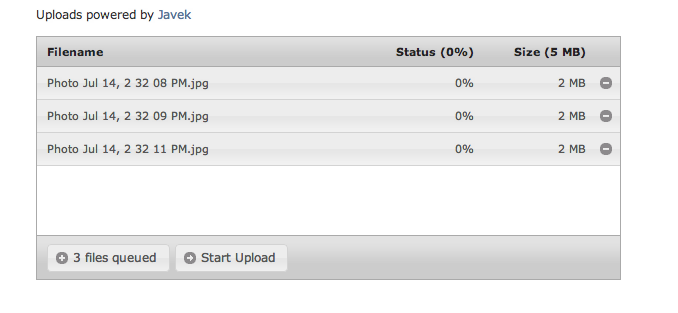 Uploads powered by Javek
Filename Status (0%) Size (5 MB)
Photo Jul 14, 2 32 08 PM.jpg 0% 2 MB
Photo Jul 14, 2 32 09 PM.jpg 0% 2 MB
Photo Jul 14, 2 32 11 PM.jpg 0% 2 MB
3 files queued Start Upload